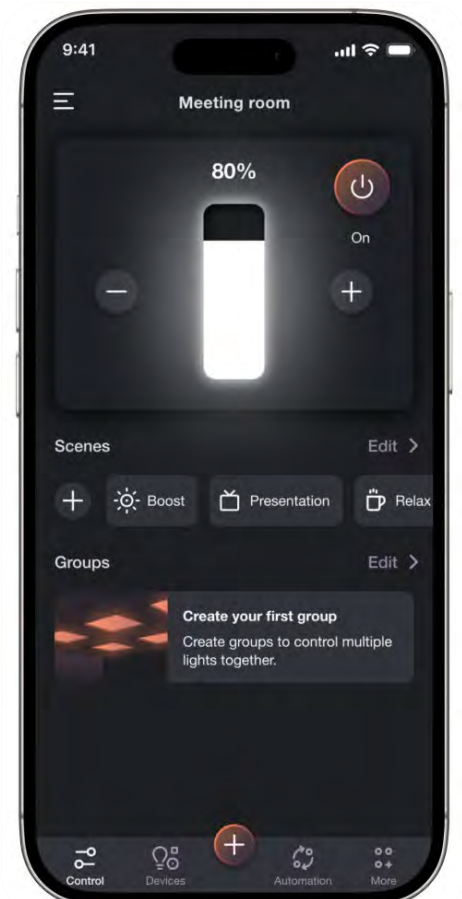 9:41
Meeting room
80%
On
Scenes
Edit
Boost
Presentation
Relax
Groups
Edit
Create your first group
Create groups to control multiple
lights together.
Control
Devices
Automation
More